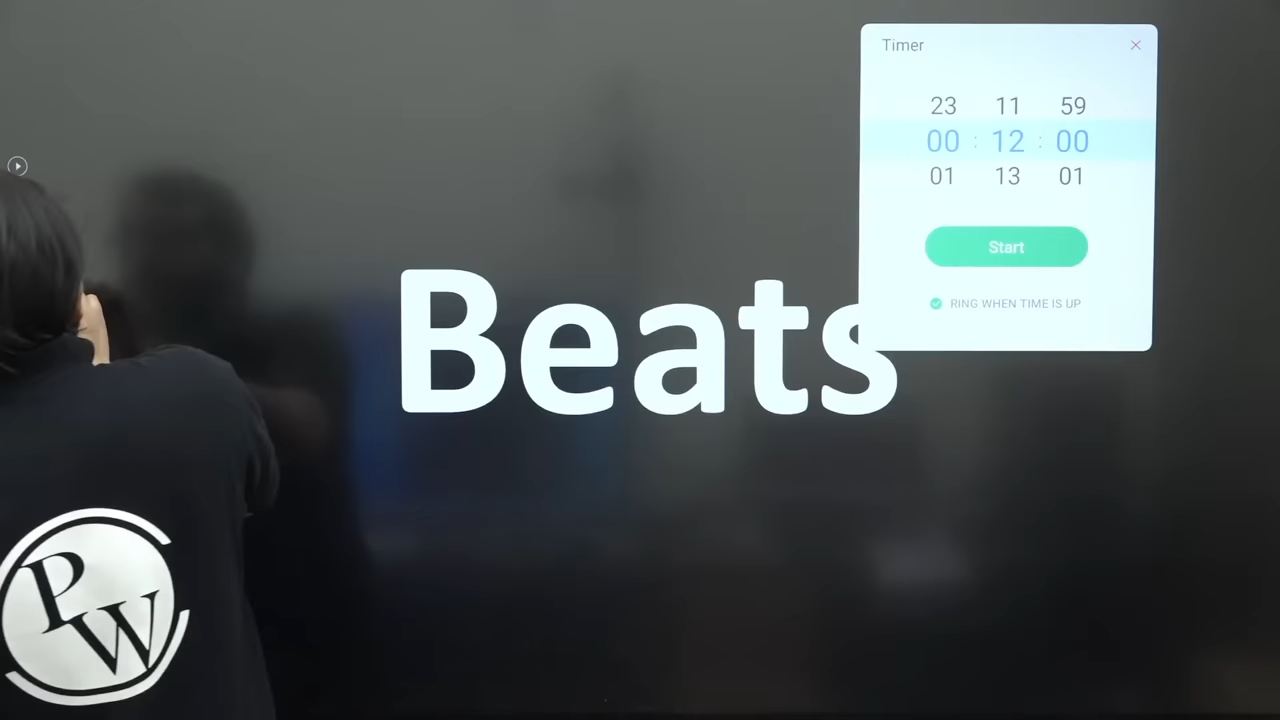 Timer
23 11 59
00 : 12 : 00
01 13 01
Start
RING WHEN TIME IS UP
Beats
PW